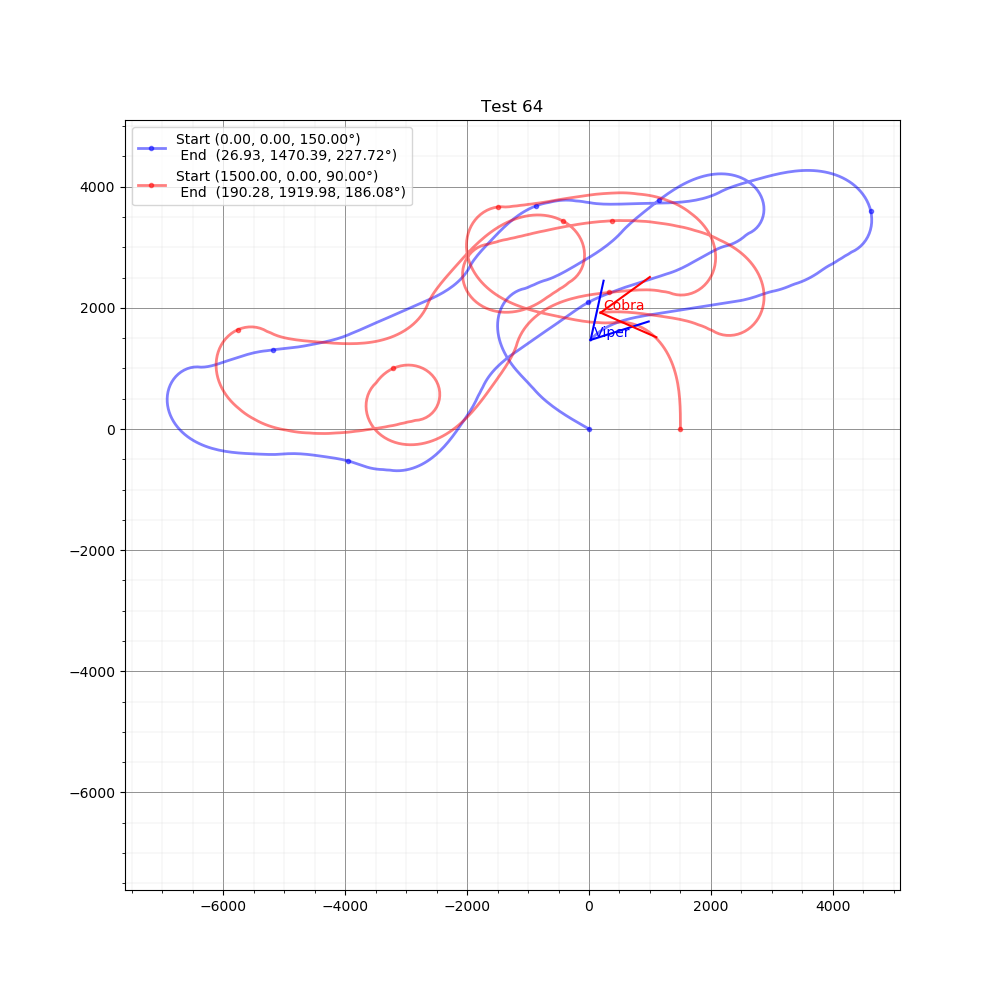 Test 64
Start (0.00, 0.00, 150.00°)
End (26.93, 1470.39, 227.72°)
Start (1500.00, 0.00, 90.00°)
End (190.28, 1919.98, 186.08°)
4000
2000
0
−2000
−4000
−6000
Cobra
Viper
−6000 −4000 −2000 0 2000 4000